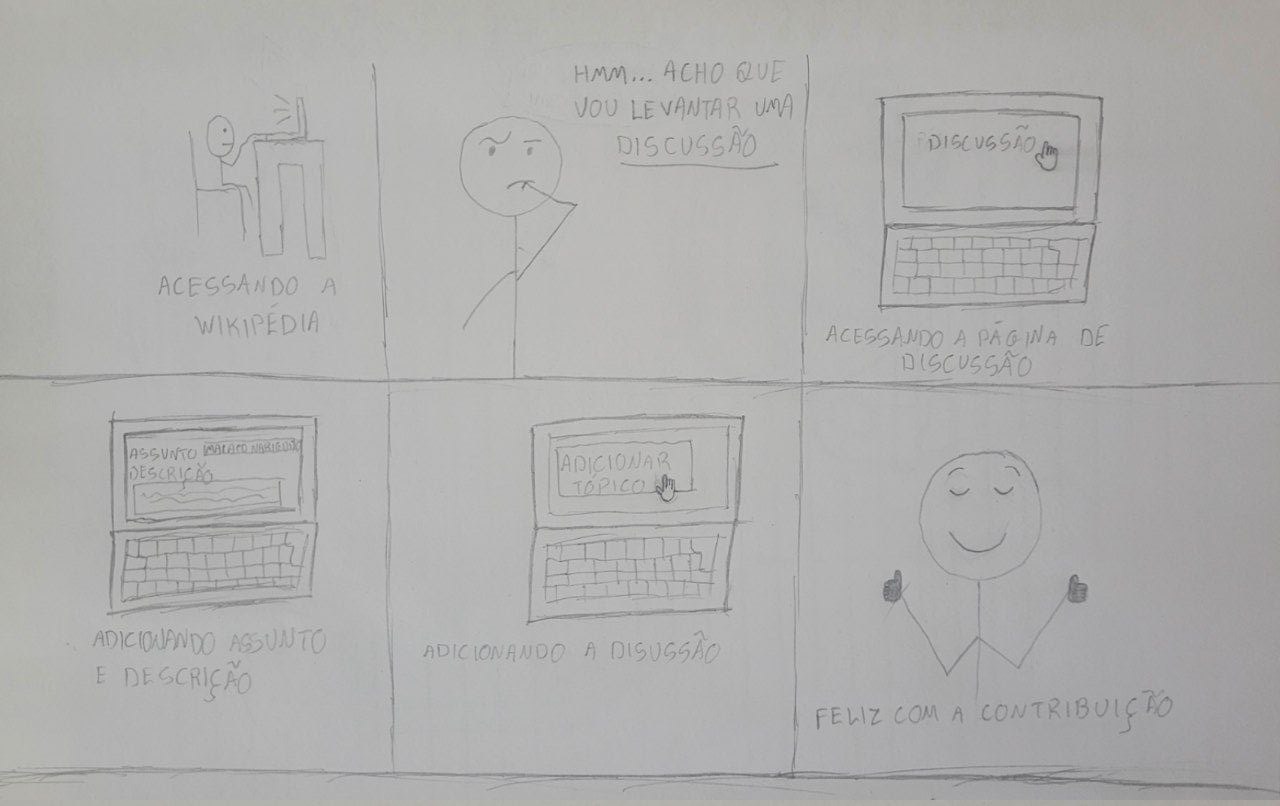 ACESSANDO A
WIKIPÉDIA
HMM... ACHO QUE
VOU LEVANTAR UMA
DISCUSSÃO
DISCUSSÃO
ACESSANDO A PÁGINA DE
DISCUSSÃO
ASSUNTO MACACO NARIGUDO
DESCRIÇÃO
ADICIONANDO ASSUNTO
E DESCRIÇÃO
ADICIONAR
TÓPICO
ADICIONANDO A DISUSSÃO
FELIZ COM A CONTRIBUIÇÃO